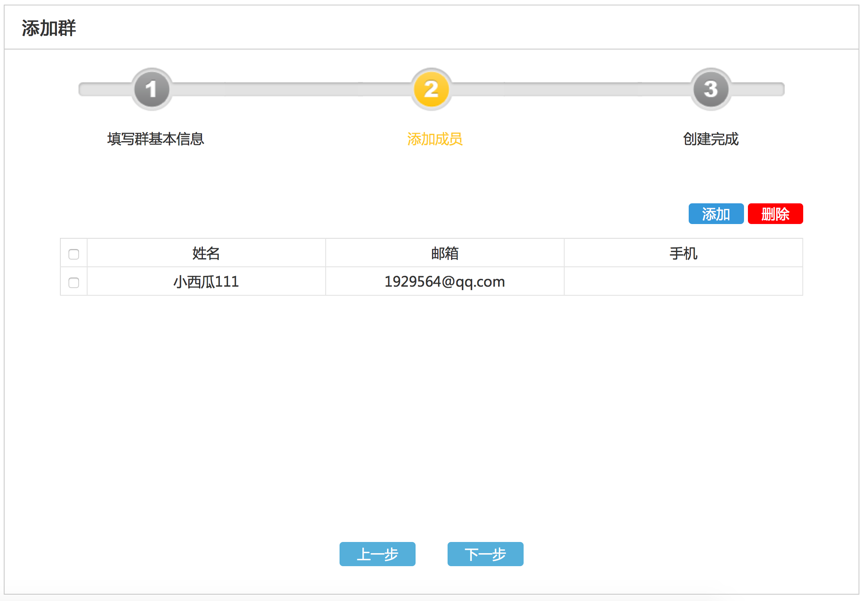 添加群
1 2 3
填写群基本信息 添加成员 创建完成
添加 删除
姓名 邮箱 手机
小西瓜111 1929564@qq.com
上一步 下一步